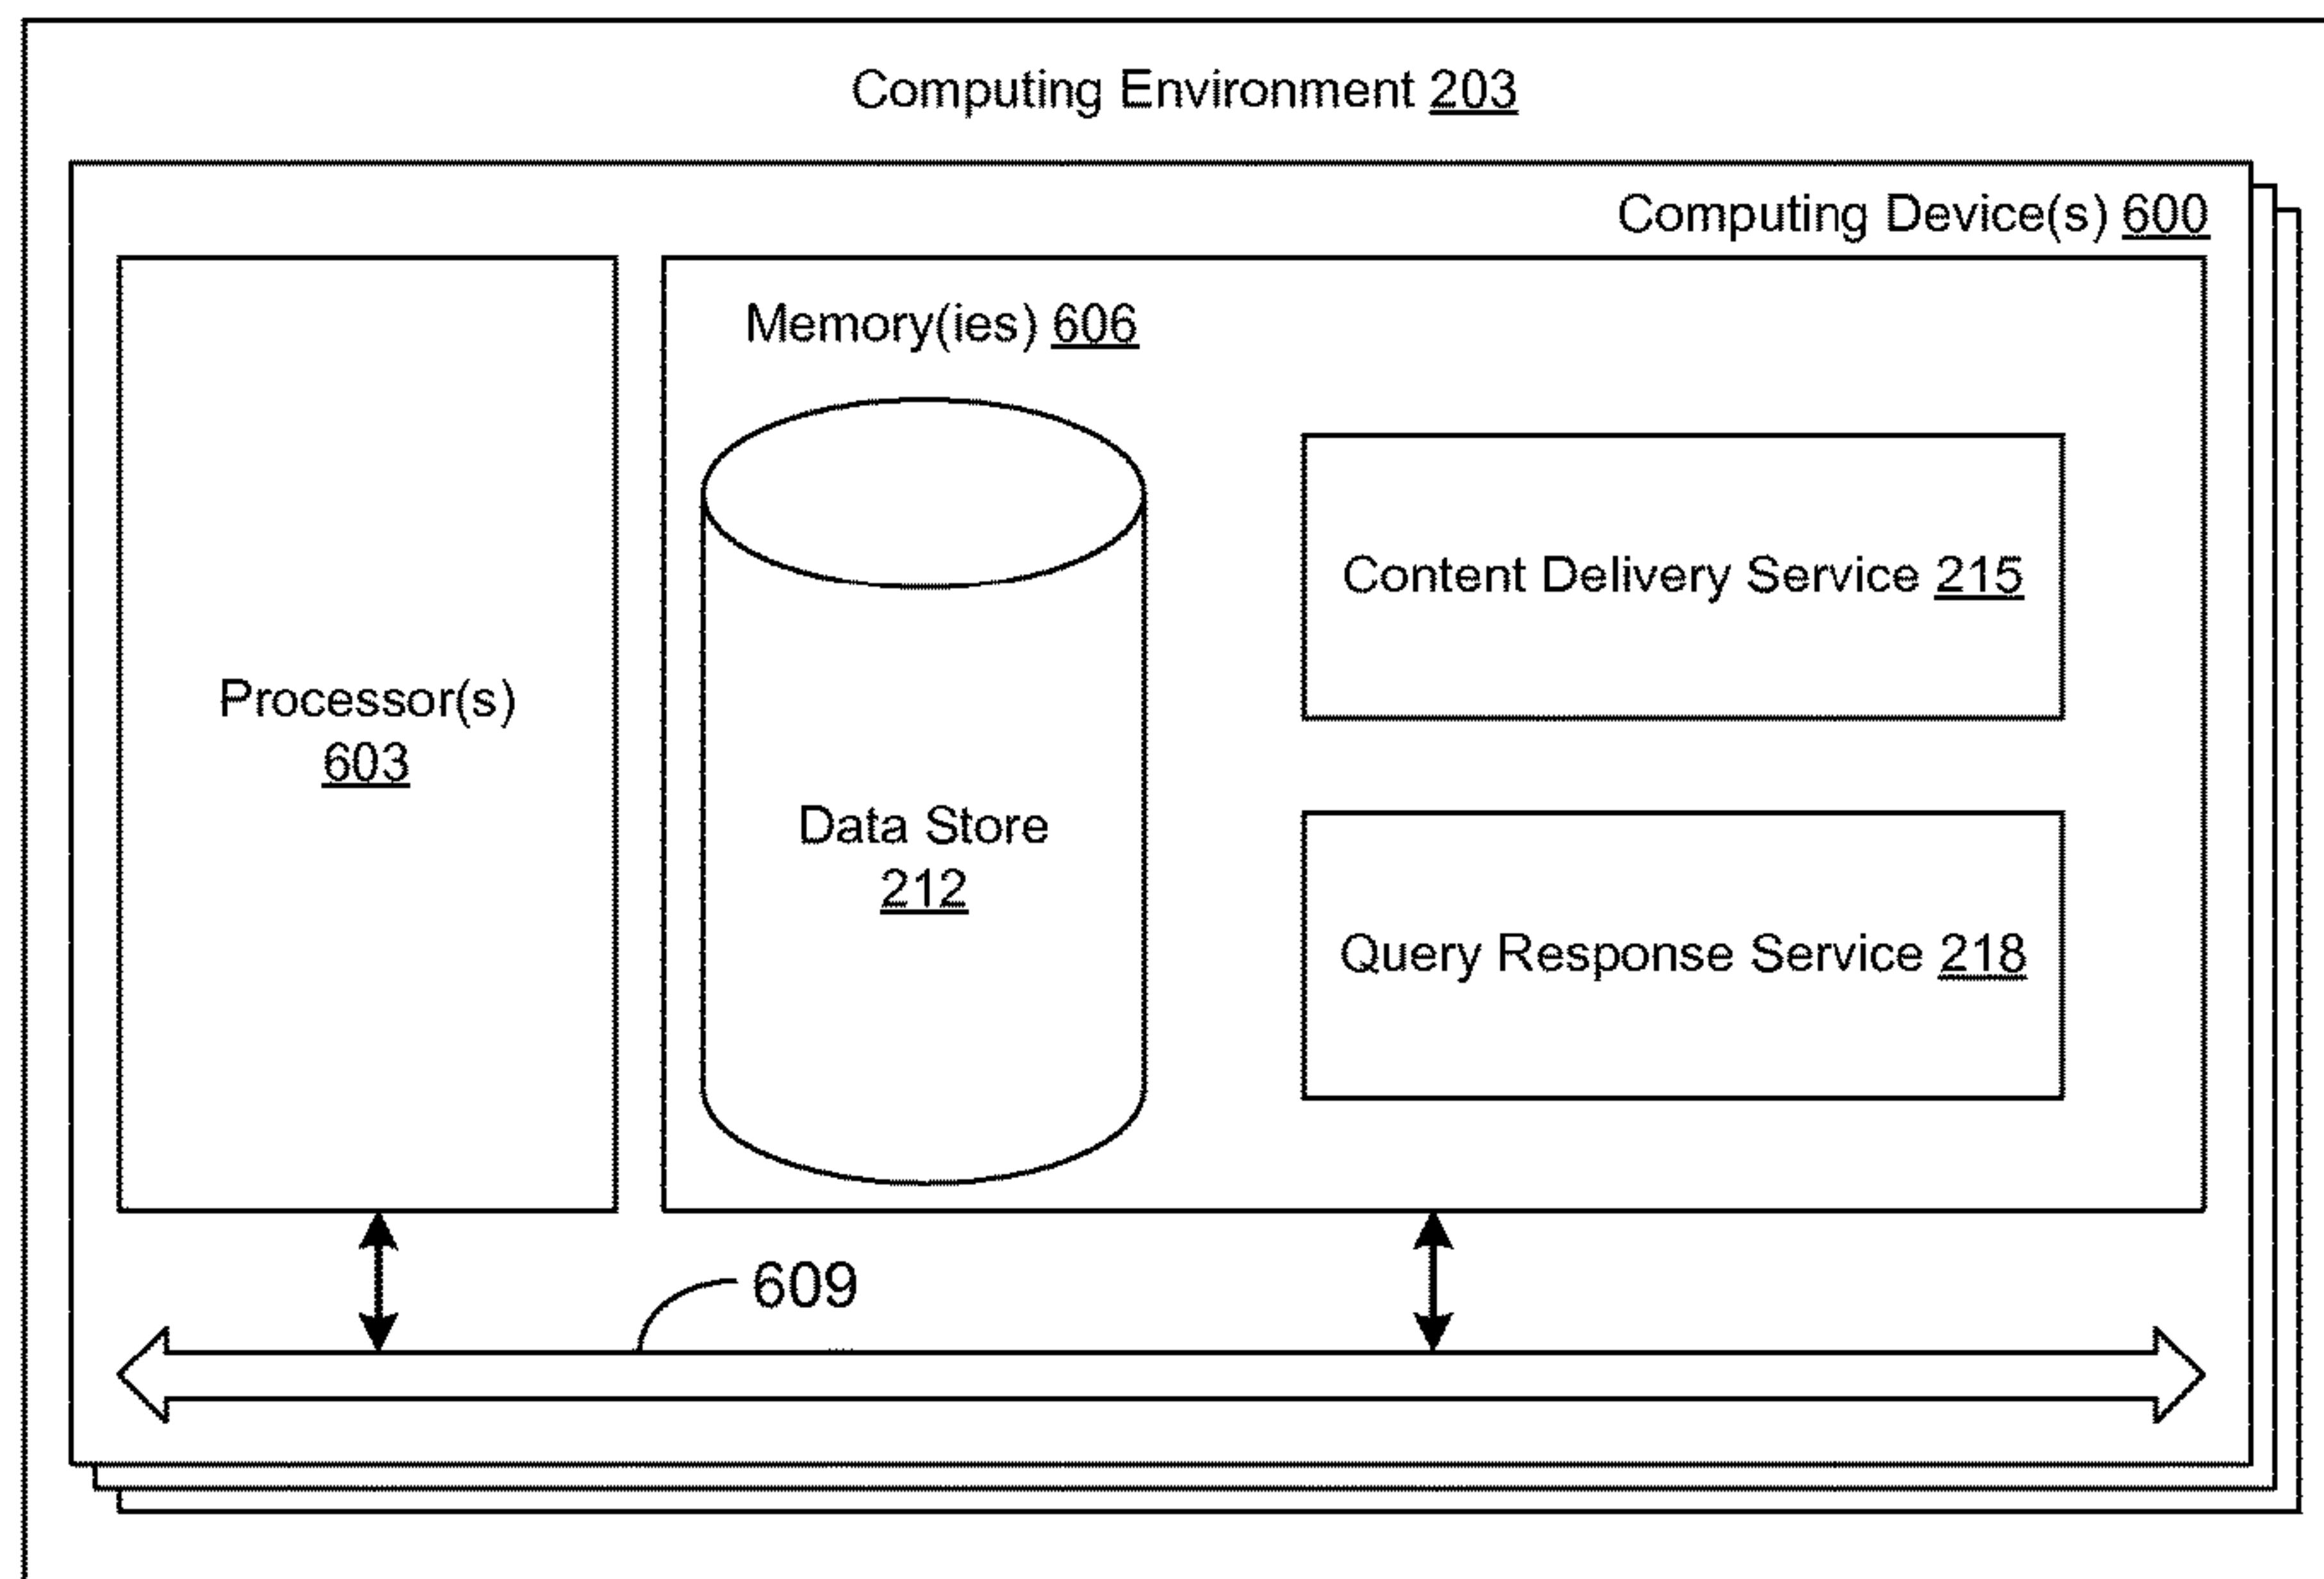 Computing Environment 203
Computing Device(s) 600
Memory(ies) 606
Content Delivery Service 215
Processor(s)
603
Data Store
212
Query Response Service 218
609